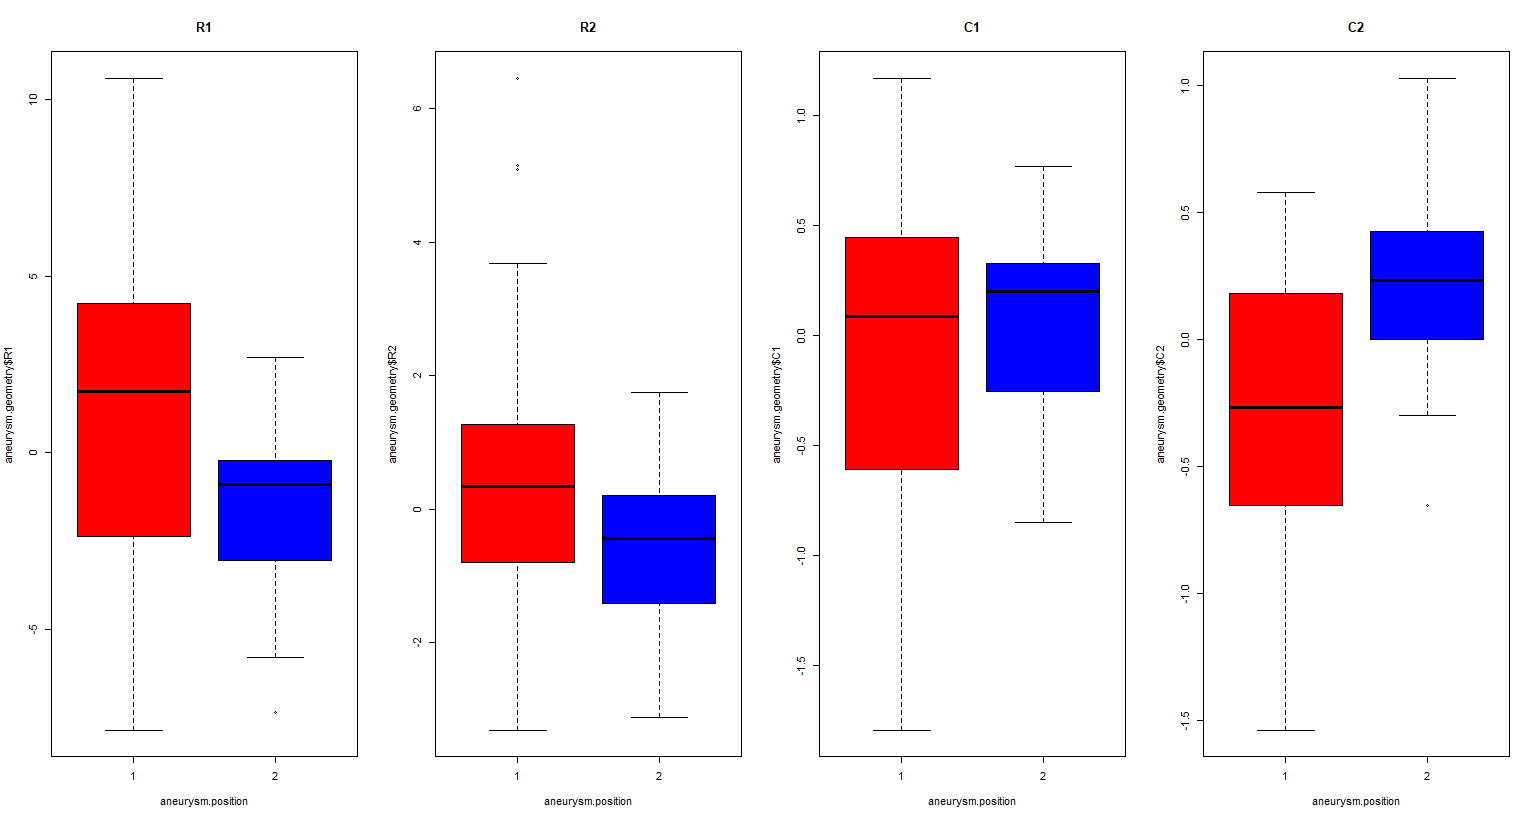 R1
10
5
0
-5
aneurysm.geometry$R1
1
2
aneurysm.position
R2
6
4
2
0
-2
aneurysm.geometry$R2
1
2
aneurysm.position
C1
1.0
0.5
0.0
-0.5
-1.0
-1.5
aneurysm.geometry$C1
1
2
aneurysm.position
C2
1.0
0.5
0.0
-0.5
-1.0
-1.5
aneurysm.geometry$C2
1
2
aneurysm.position